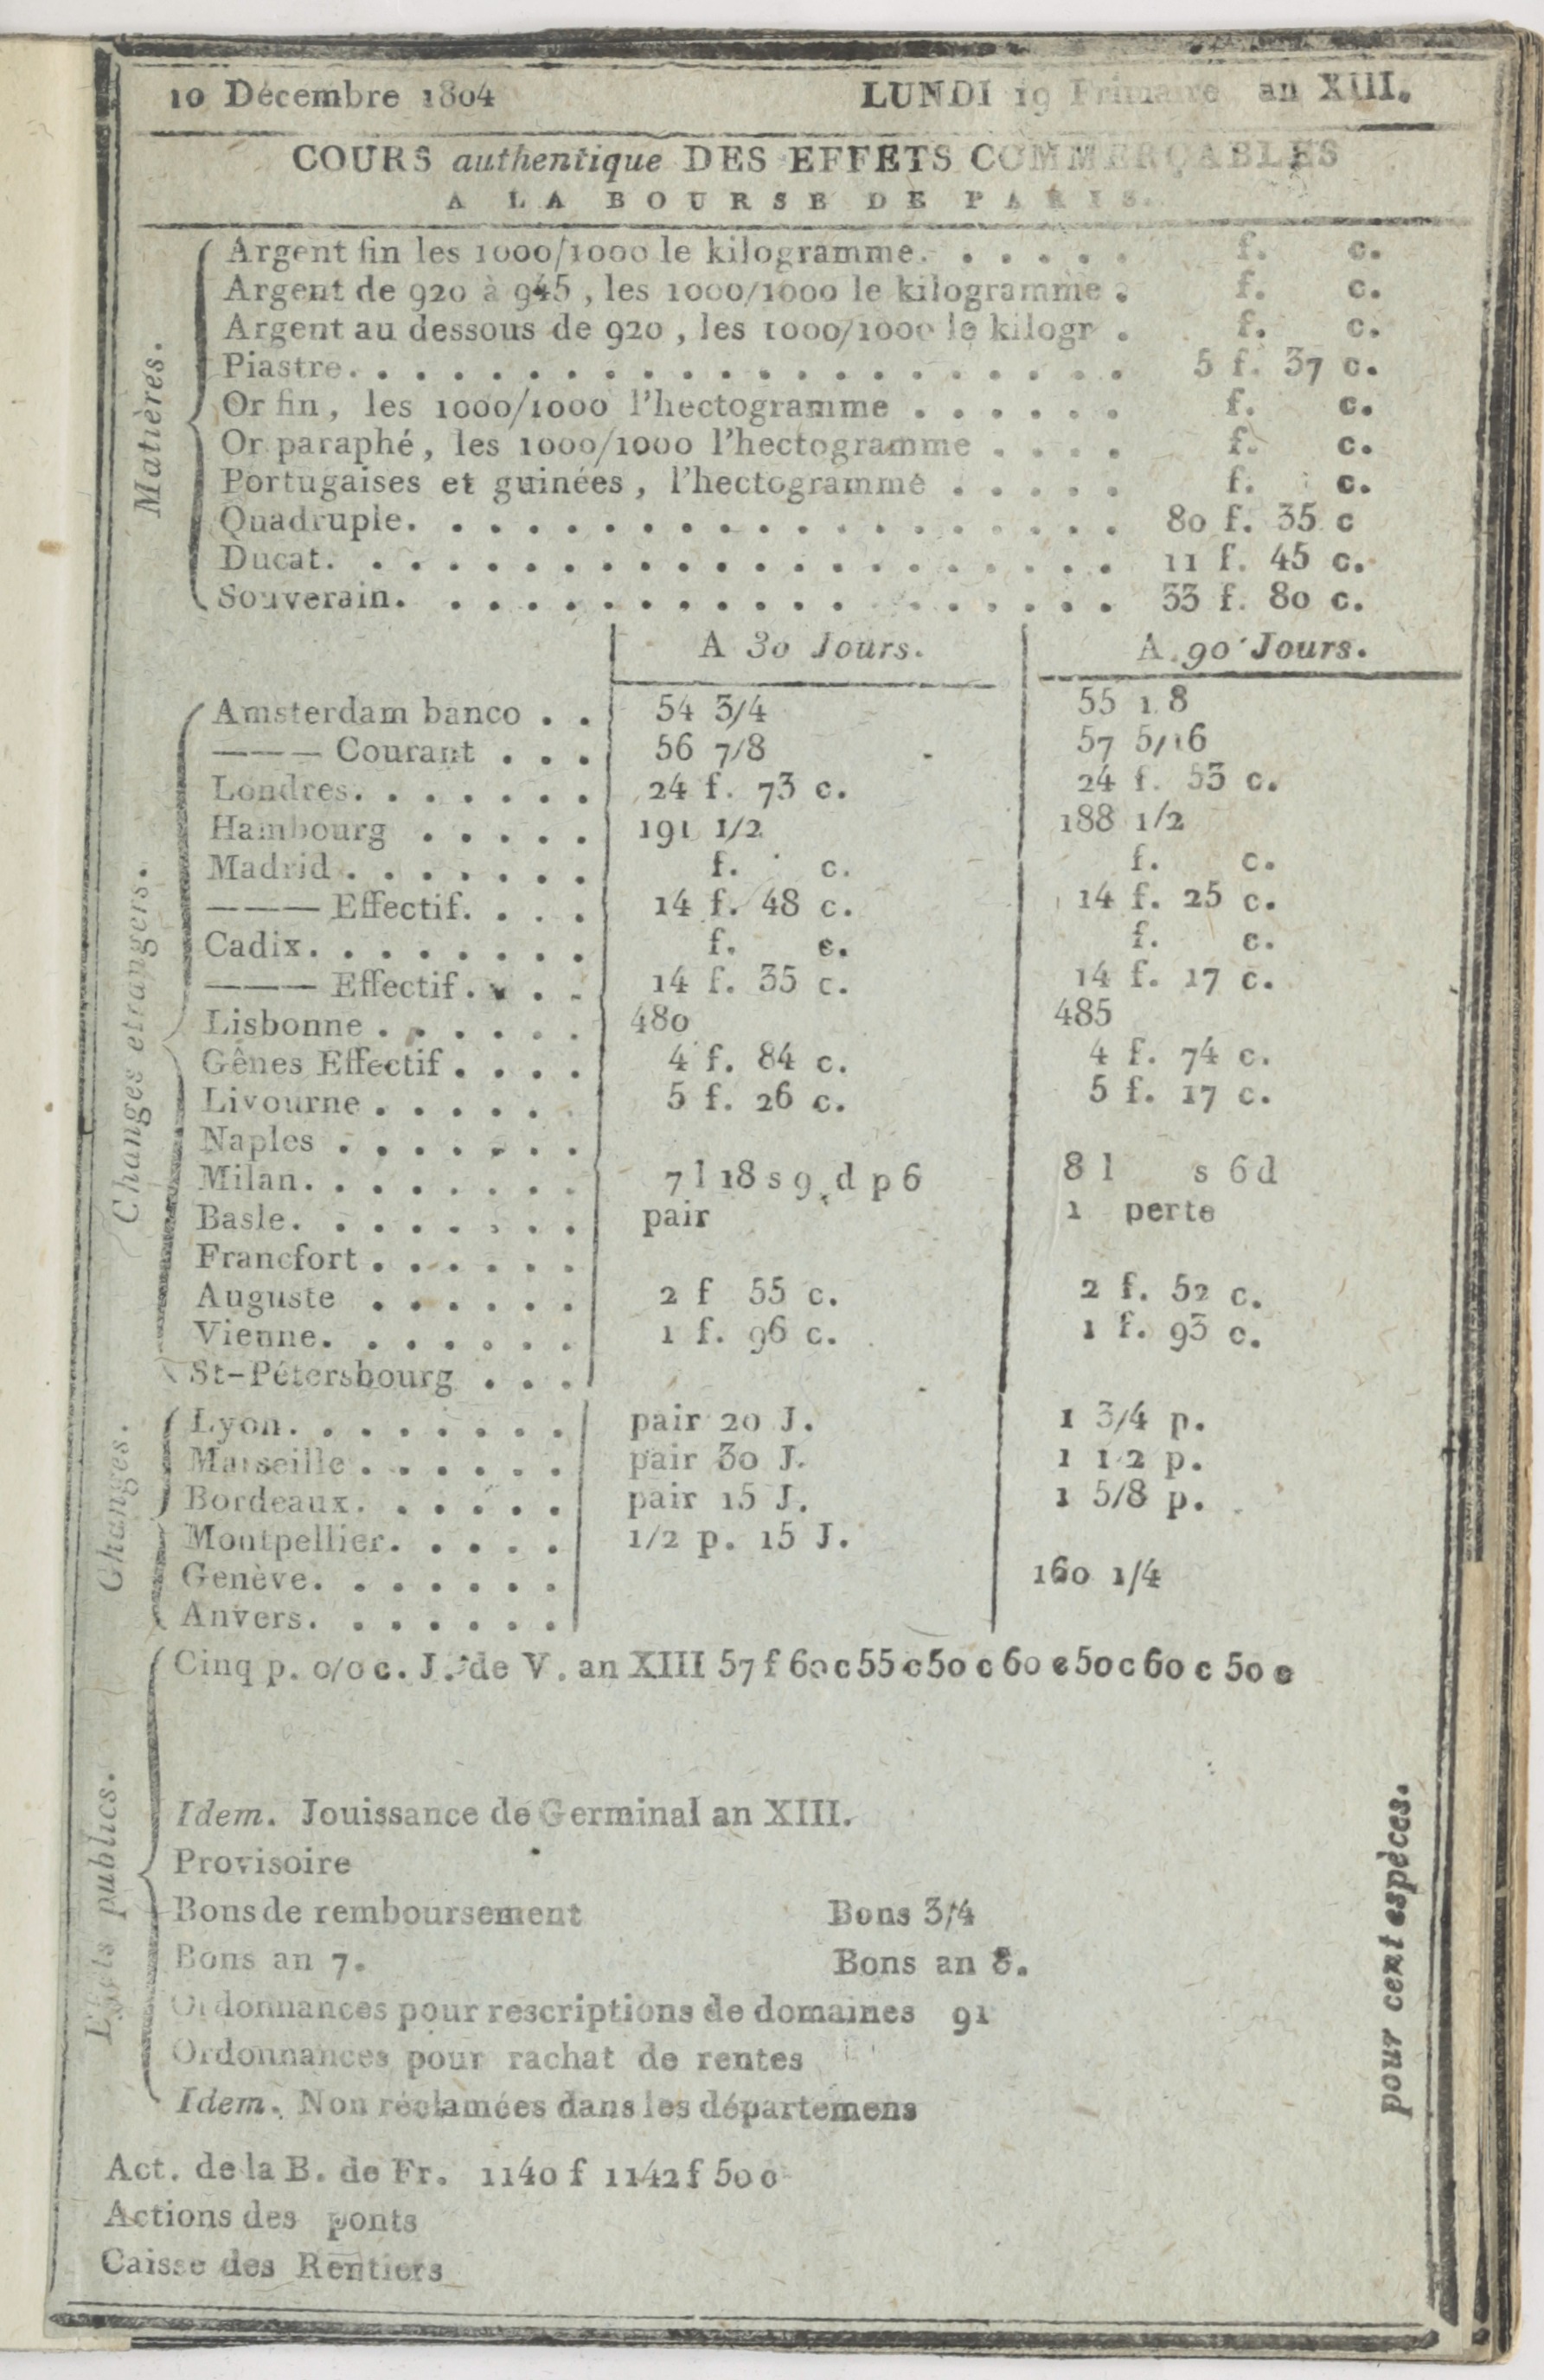 10 Décembre 1804 LUNDI 19 Frimaire an XIII.
COURS authentique DES EFFETS COMMERÇABLES
A LA BOURSE DE PARIS.
Matières.
Argent fin les 1000/1000 le kilogramme. . . . . . f. c.
Argent de 920 à 945, les 1000/1000 le kilogramme . f. c.
Argent au dessous de 920, les 1000/1000 le kilogr . f. c.
Piastre. . . . . . . . . . . . . . . . . . . . . 5 f. 37 c.
Or fin, les 1000/1000 l'hectogramme . . . . . . f. c.
Or paraphé, les 1000/1000 l'hectogramme . . . . f. c.
Portugaises et guinées, l'hectogramme . . . . . f. c.
Quadruple. . . . . . . . . . . . . . . . . . . 80 f. 35 c
Ducat. . . . . . . . . . . . . . . . . . . . . 11 f. 45 c.
Souverain. . . . . . . . . . . . . . . . . . . 33 f. 80 c.
A 30 Jours. A 90 Jours.
Changes etrangers.
Amsterdam banco . . 54 3/4 55 1 8
——— Courant . . . 56 7/8 57 5/16
Londres. . . . . . . 24 f. 73 c. 24 f. 53 c.
Hambourg . . . . . 191 1/2 188 1/2
Madrid . . . . . . . f. c. f. c.
——— Effectif. . . . 14 f. 48 c. 14 f. 25 c.
Cadix. . . . . . . . f. c. f. c.
——— Effectif. . . . 14 f. 35 c. 14 f. 17 c.
Lisbonne . . . . . . 480 485
Gênes Effectif . . . . 4 f. 84 c. 4 f. 74 c.
Livourne . . . . . . 5 f. 26 c. 5 f. 17 c.
Naples . . . . . . .
Milan. . . . . . . . 7 l 18 s 9 d p 6 8 l s 6 d
Basle. . . . . . . . pair 1 perte
Francfort . . . . . .
Auguste . . . . . . 2 f 55 c. 2 f. 52 c.
Vienne. . . . . . . 1 f. 96 c. 1 f. 93 c.
St-Pétersbourg . . .
Changes.
Lyon. . . . . . . . pair 20 J. 1 3/4 p.
Marseille . . . . . . pair 30 J. 1 1 2 p.
Bordeaux. . . . . . pair 15 J. 1 5/8 p.
Montpellier. . . . . 1/2 p. 15 J.
Genève. . . . . . . 160 1/4
Anvers. . . . . . .
Effets publics.
Cinq p. o/o c. J. de V. an XIII 57 f 60 c 55 c 50 c 60 c 50 c 60 c 50 c
Idem. Jouissance de Germinal an XIII.
Provisoire
Bons de remboursement Bons 3/4
Bons an 7. Bons an 8.
Ordonnances pour rescriptions de domaines 91
Ordonnances pour rachat de rentes
Idem. Non réclamées dans les départemens
pour cent espèces.
Act. de la B. de Fr. 1140 f 1142 f 50 c
Actions des ponts
Caisse des Rentiers